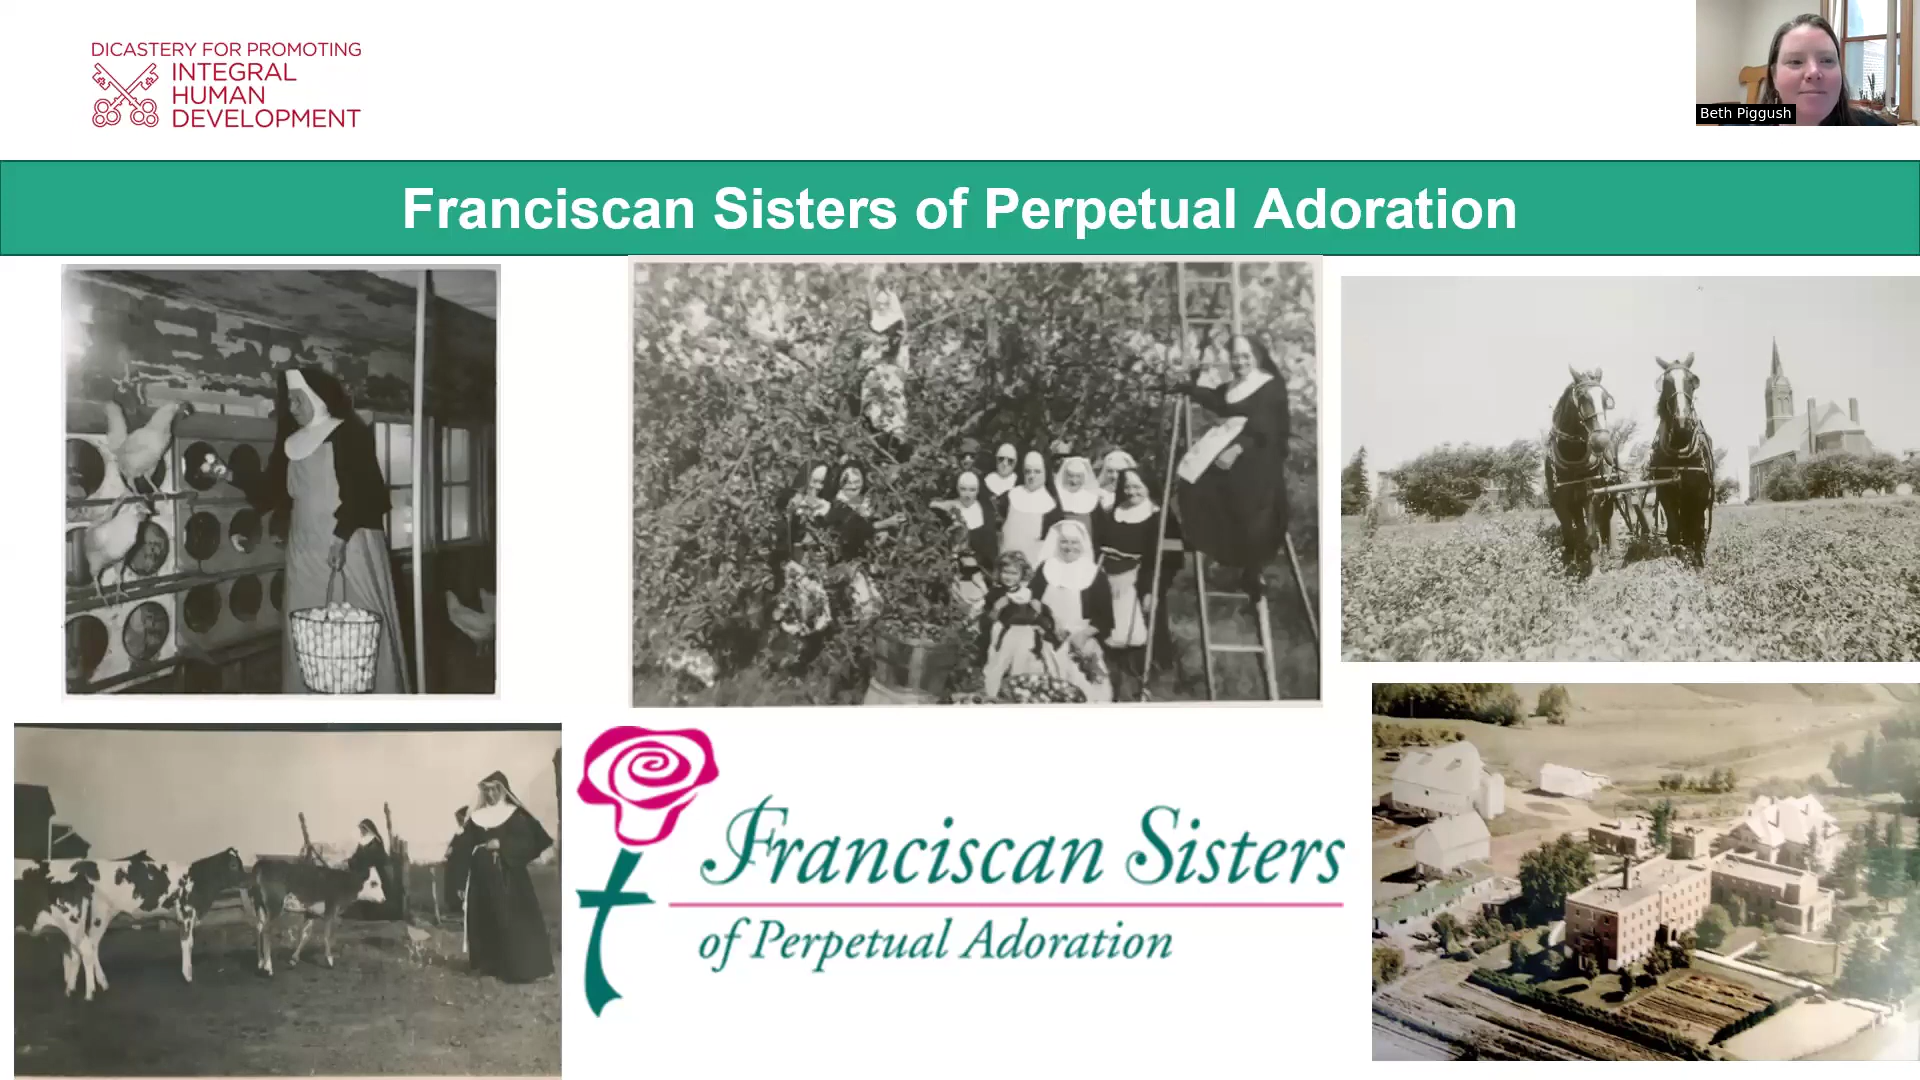 DICASTERY FOR PROMOTING
INTEGRAL
HUMAN
DEVELOPMENT
Beth Piggush
Franciscan Sisters of Perpetual Adoration
Franciscan Sisters
of Perpetual Adoration